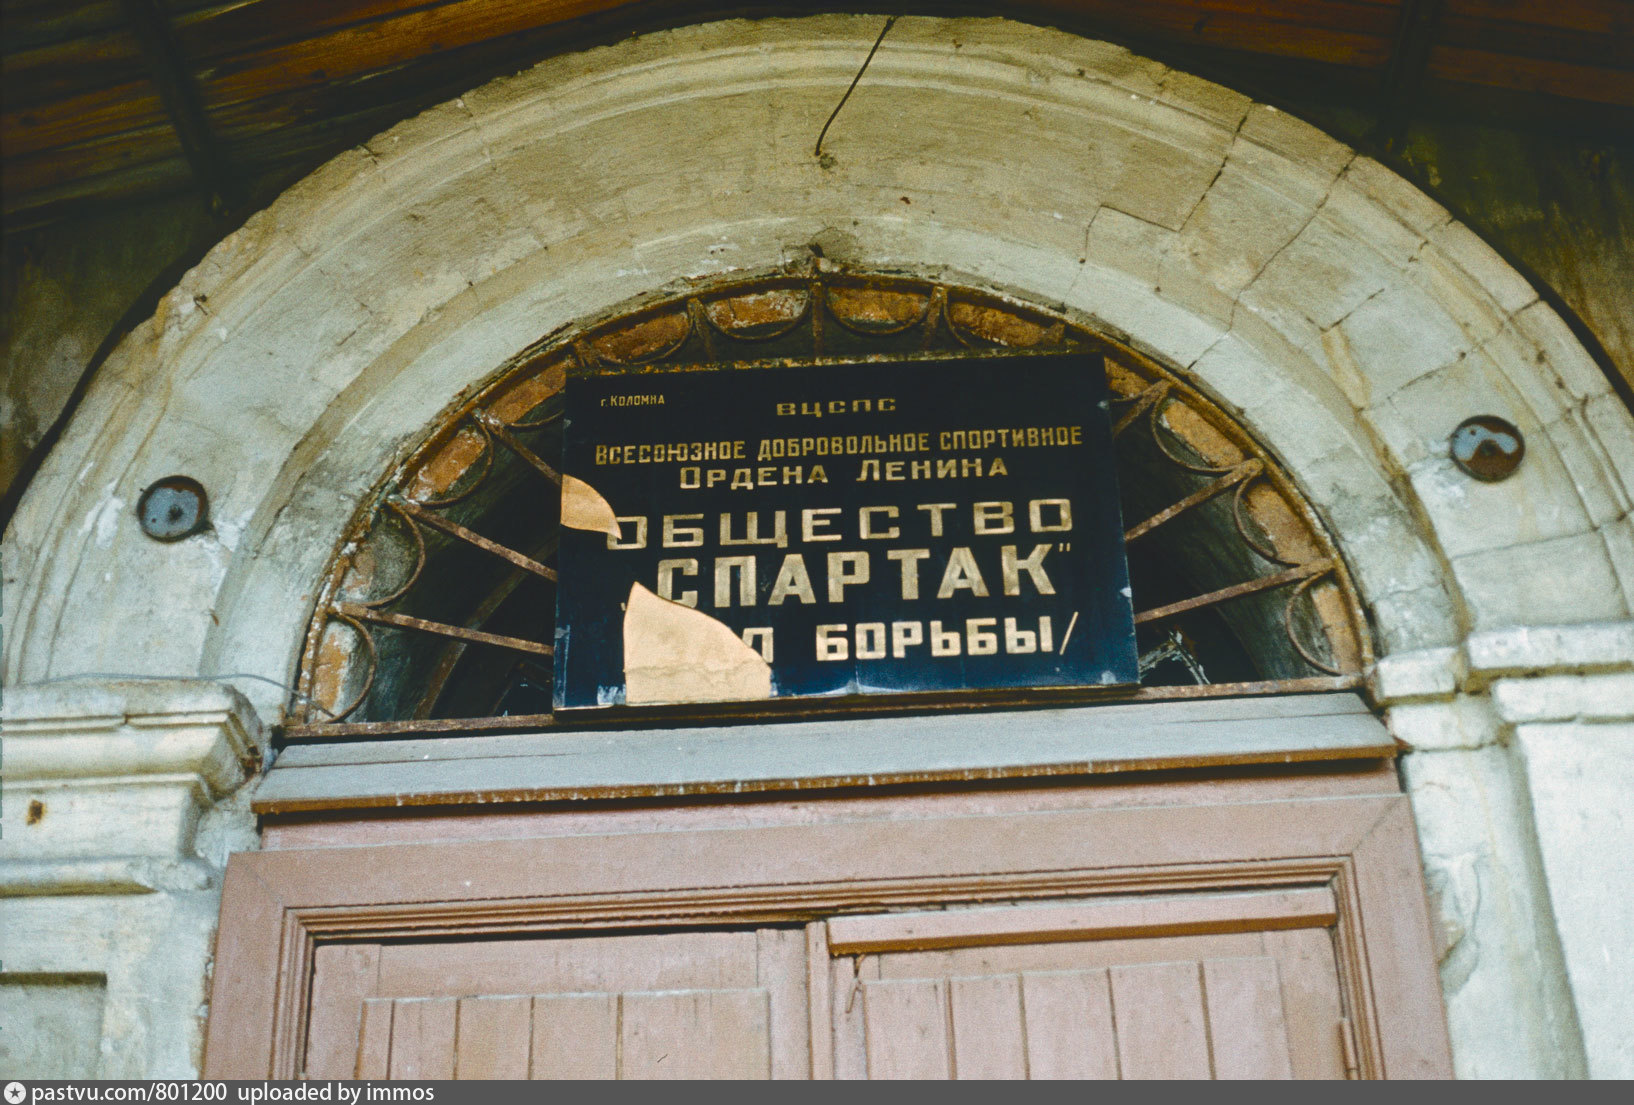 г. Коломна
ВЦСПС
Всесоюзное добровольное спортивное
Ордена Ленина
ОБЩЕСТВО
„СПАРТАК"
БОРЬБЫ/
pastvu.com/801200 uploaded by immos